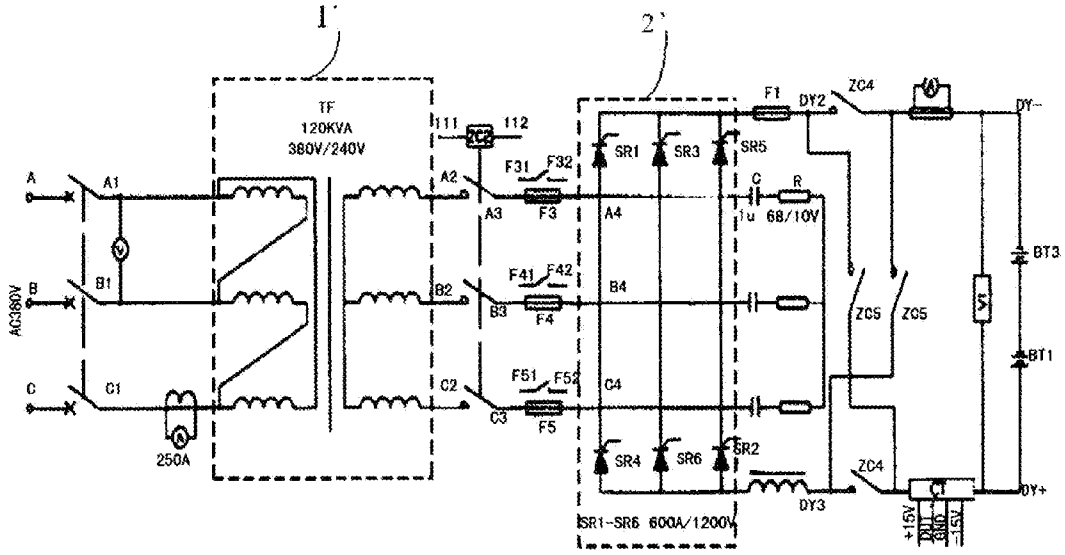 1`
2`
TF
120KVA
380V/240V
111
112
ZC2
F1
DY2
ZC4
A
DY-
A
A1
A2
A3
F31
F32
F3
A4
SR1
SR3
SR5
C
R
1u
68/10V
AC380V
B
B1
B2
B3
F41
F42
F4
B4
ZC5
ZC5
V1
BT3
BT1
C
C1
C2
C3
F51
F52
F5
C4
A
250A
SR4
SR6
SR2
DY3
ZC4
CT
DY+
+15V
GND
-15V
SR1-SR6 600A/1200V